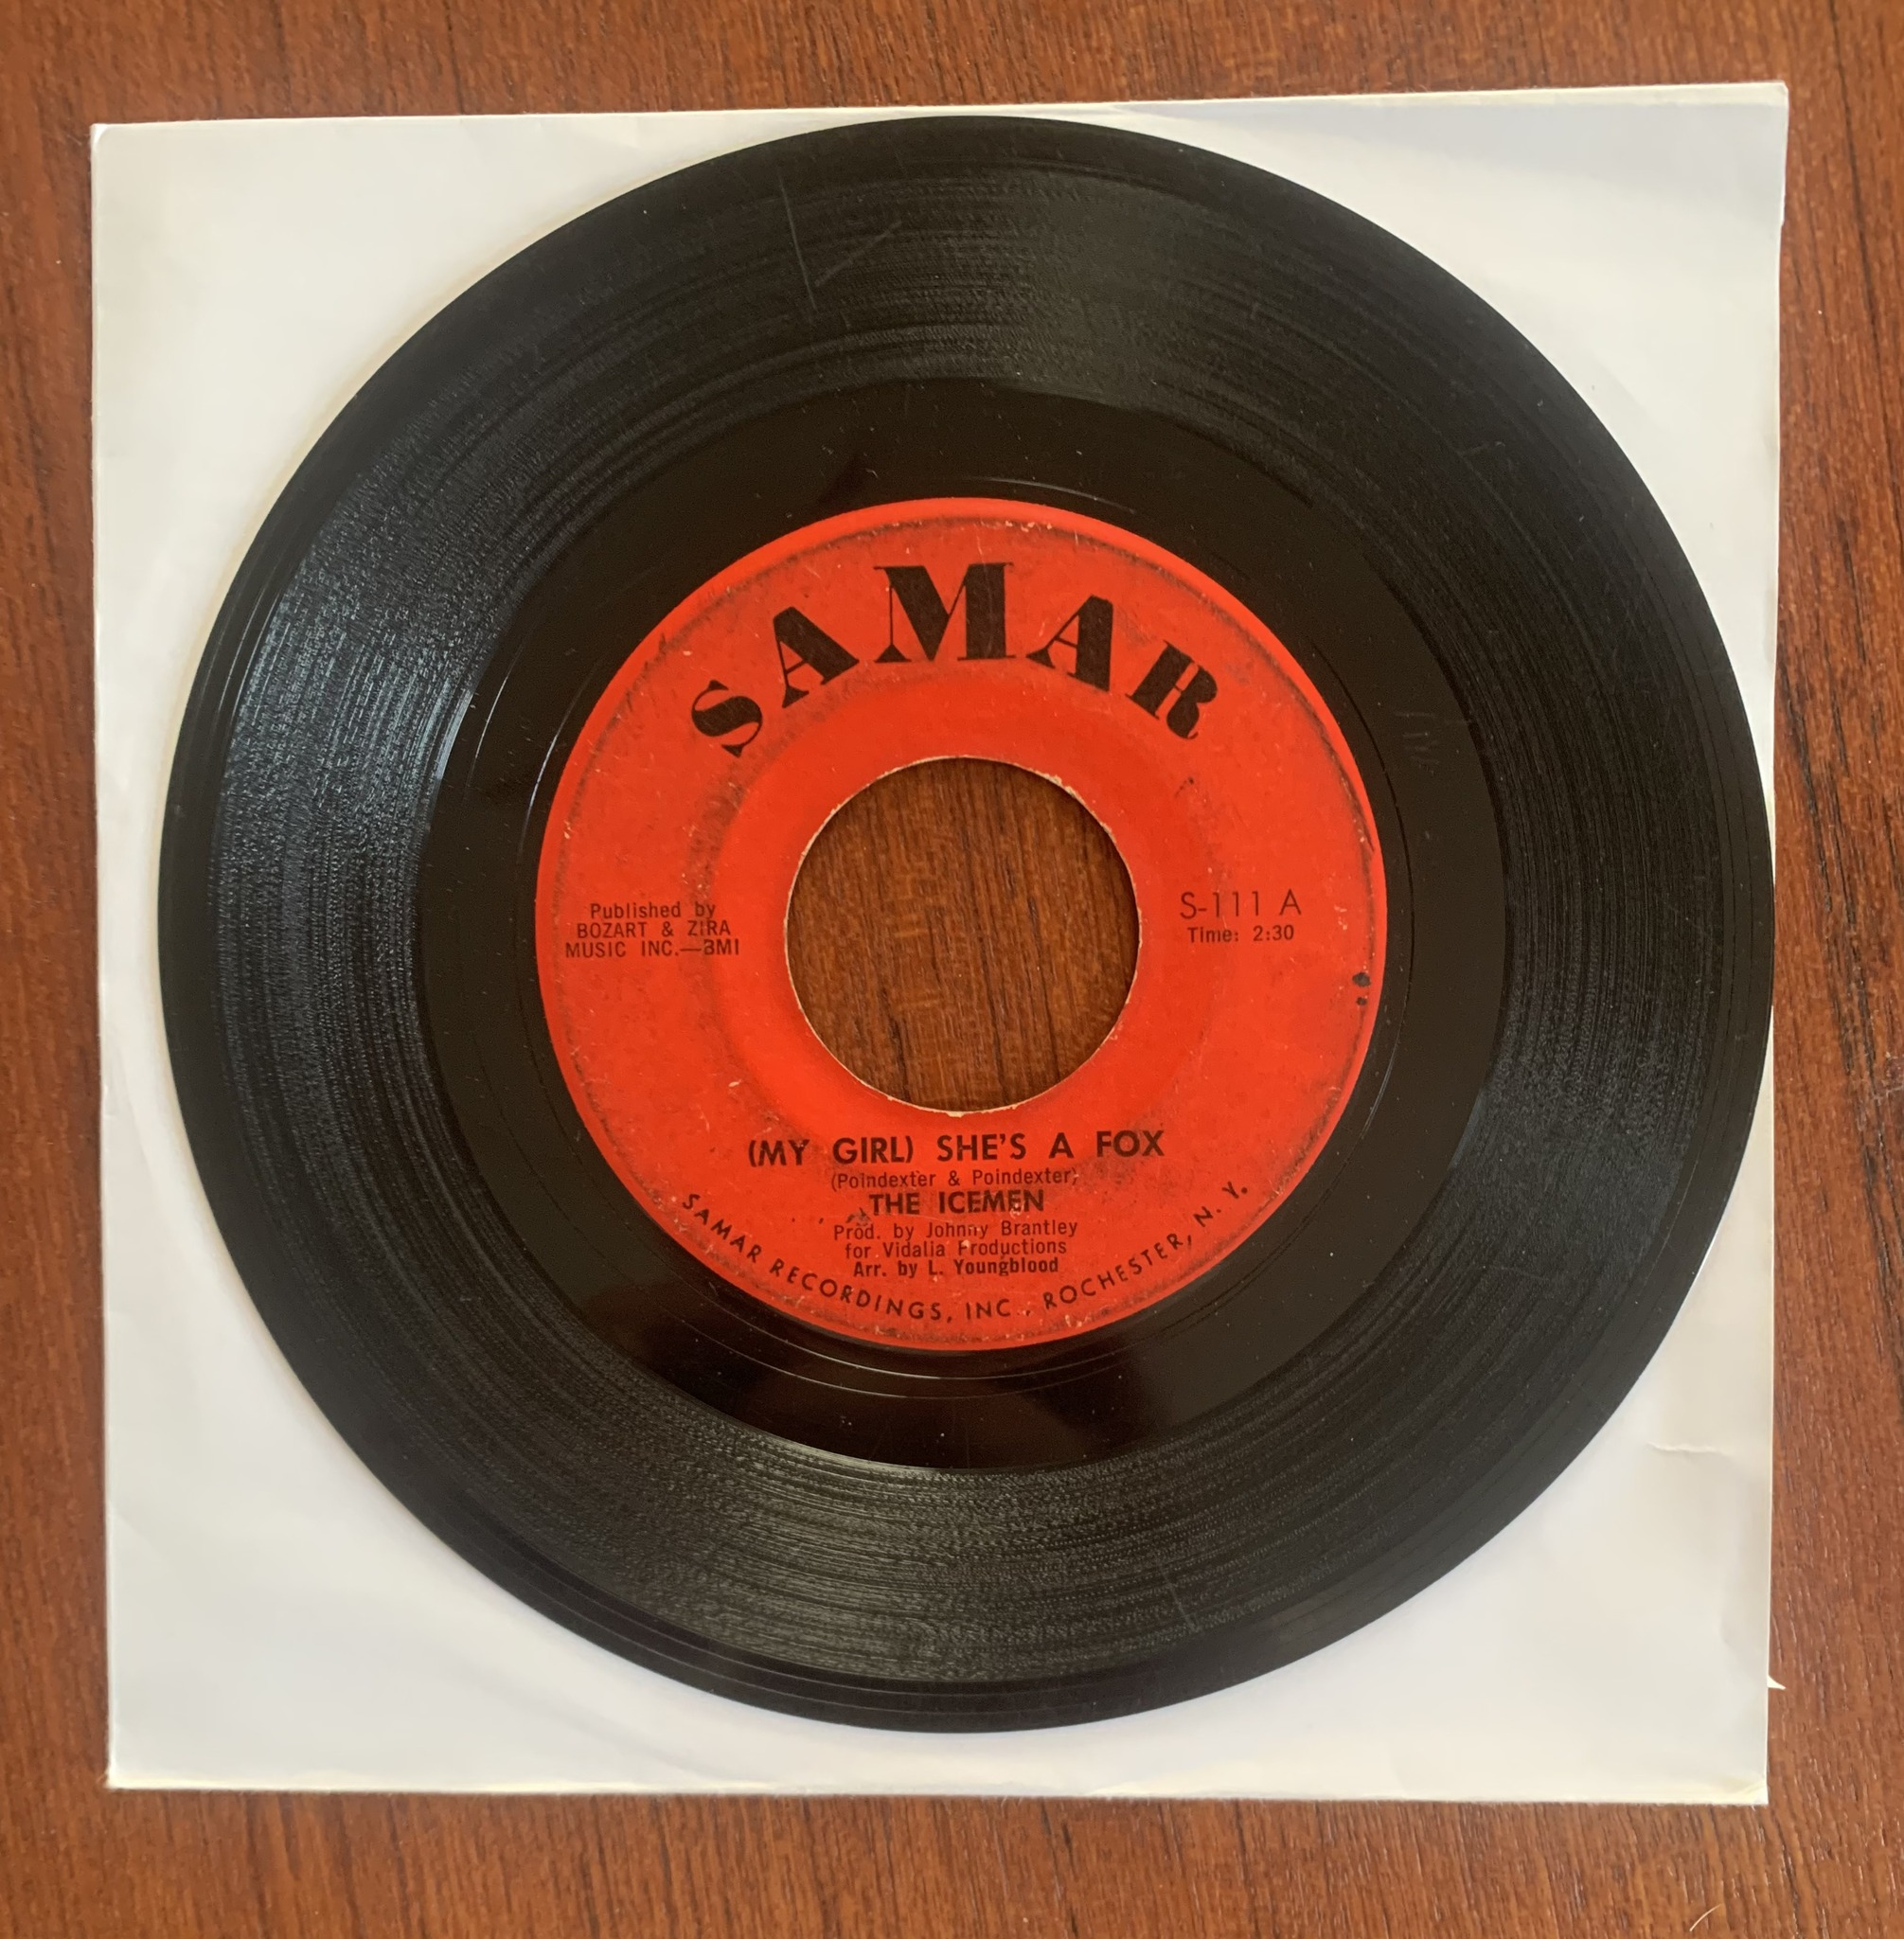 SAMAR
Published by
BOZART & ZIRA
MUSIC INC.—BMI
S-111 A
Time: 2:30
(MY GIRL) SHE'S A FOX
(Poindexter & Poindexter)
THE ICEMEN
Prod. by Johnny Brantley
for Vidalia Productions
Arr. by L. Youngblood
SAMAR RECORDINGS, INC., ROCHESTER, N. Y.